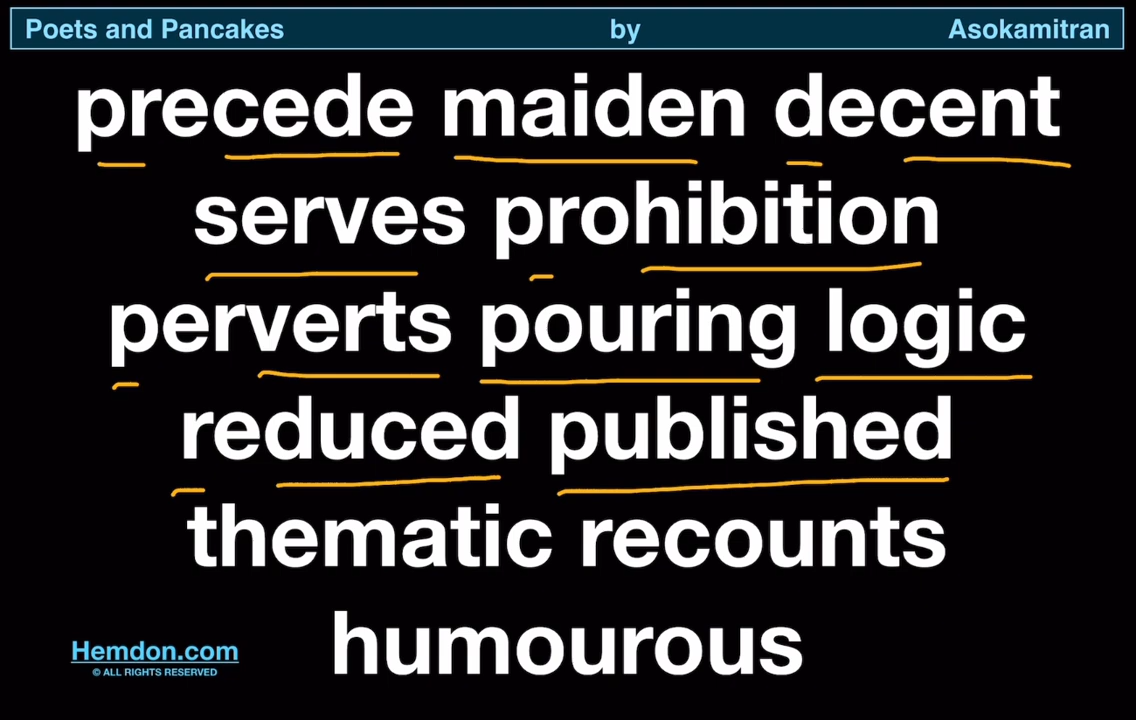 Poets and Pancakes by Asokamitran
precede maiden decent
serves prohibition
perverts pouring logic
reduced published
thematic recounts
humourous
Hemdon.com
© ALL RIGHTS RESERVED